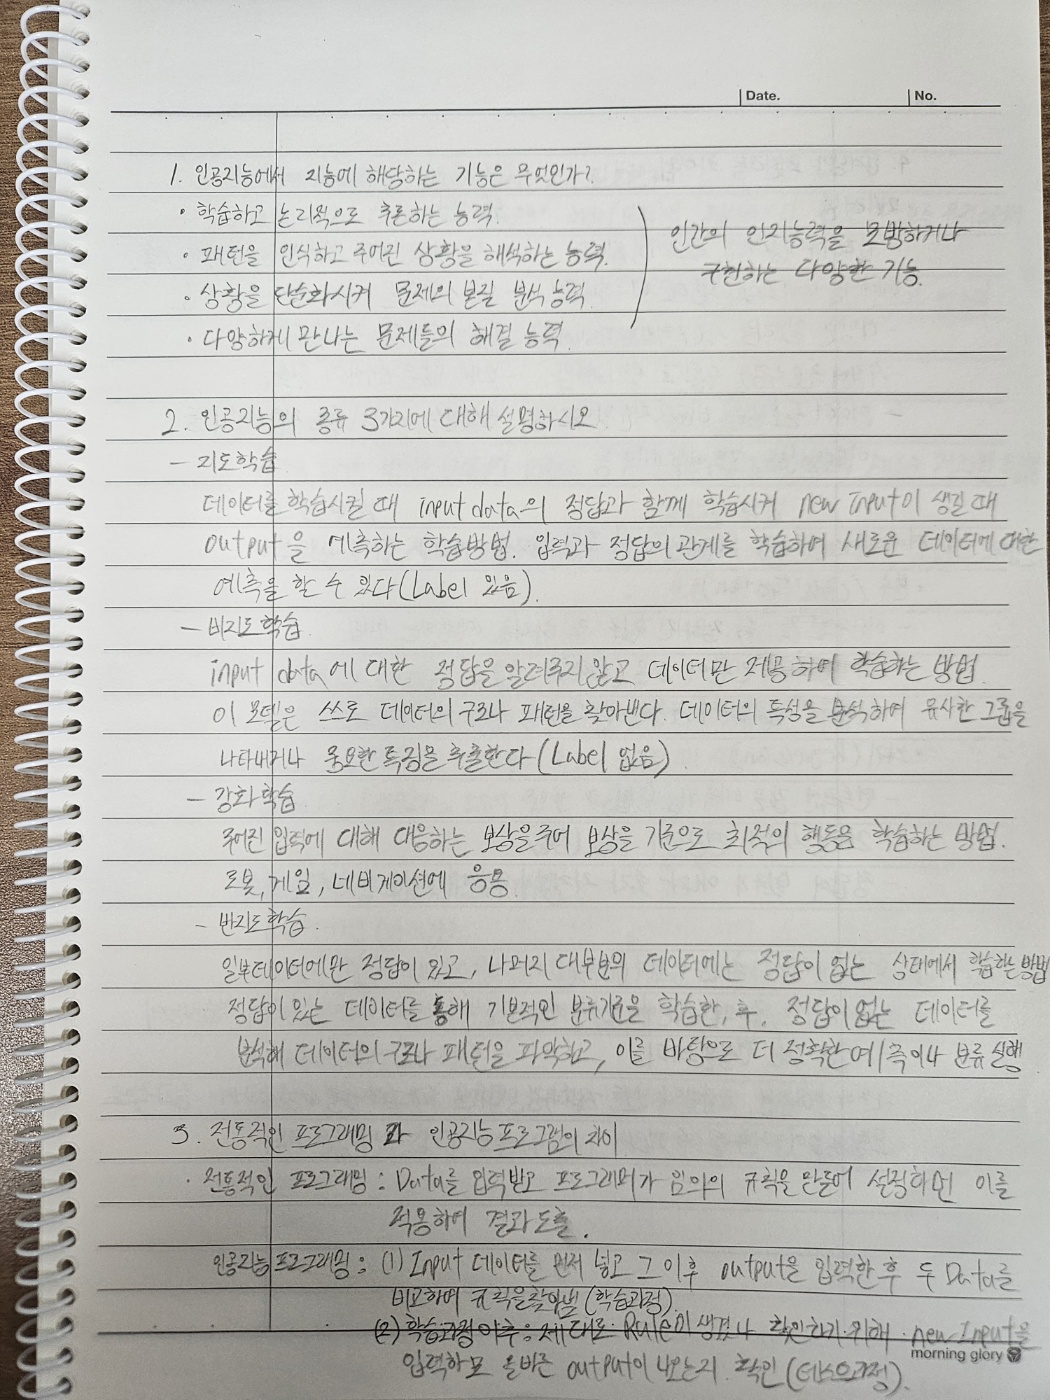 Date.
No.
1. 인공지능에서 지능에 해당하는 기능은 무엇인가?
· 학습하고 논리적으로 추론하는 능력.
· 패턴을 인식하고 주어진 상황을 해석하는 능력.
· 상황을 단순화시켜 문제의 본질 분석 능력.
· 다양하게 만나는 문제들의 해결 능력.
인간의 인지능력을 모방하거나
구현하는 다양한 기능.
2. 인공지능의 종류 3가지에 대해 설명하시오
- 지도학습
데이터를 학습시킬 때 input data의 정답과 함께 학습시켜 new Input이 생길 때
output을 예측하는 학습방법. 입력과 정답의 관계를 학습하여 새로운 데이터에 대한
예측을 할 수 있다(Label 있음).
- 비지도학습.
input data에 대한 정답을 알려주지 않고 데이터만 제공하여 학습하는 방법
이 모델은 쓰로 데이터의 구조나 패턴을 찾아낸다. 데이터의 특성을 분석하여 유사한 그룹을
나타내거나 중요한 특징을 추출한다(Label 없음)
- 강화학습
주어진 입력에 대해 대응하는 보상을 주어 보상을 기준으로 최적의 행동을 학습하는 방법.
로봇, 게임, 네비게이션에 응용.
- 반지도학습.
일부데이터에만 정답이 있고, 나머지 대부분의 데이터에는 정답이 없는 상태에서 학습하는 방법
정답이 있는 데이터를 통해 기본적인 분류기준을 학습한, 후, 정답이 없는 데이터를
분석해 데이터의 구조나 패턴을 파악하고, 이를 바탕으로 더 정확한 예측이나 분류 실행
3. 전통적인 프로그래밍과 인공지능 프로그램의 차이
· 전통적인 프로그래밍 : Data를 입력받고 프로그래머가 임의의 규칙을 만들어 설정하면 이를
적용하여 결과 도출.
인공지능 프로그래밍 : (1) Input 데이터를 먼저 넣고 그 이후 output을 입력한 후 두 Data를
비교하여 규칙을 찾아냄 (학습과정).
(2) 학습과정 이후 : 제대로 Rule이 생겼나 확인하기 위해 new Input을
morning glory
입력하고 올바른 output이 나오는지 확인 (테스트과정).